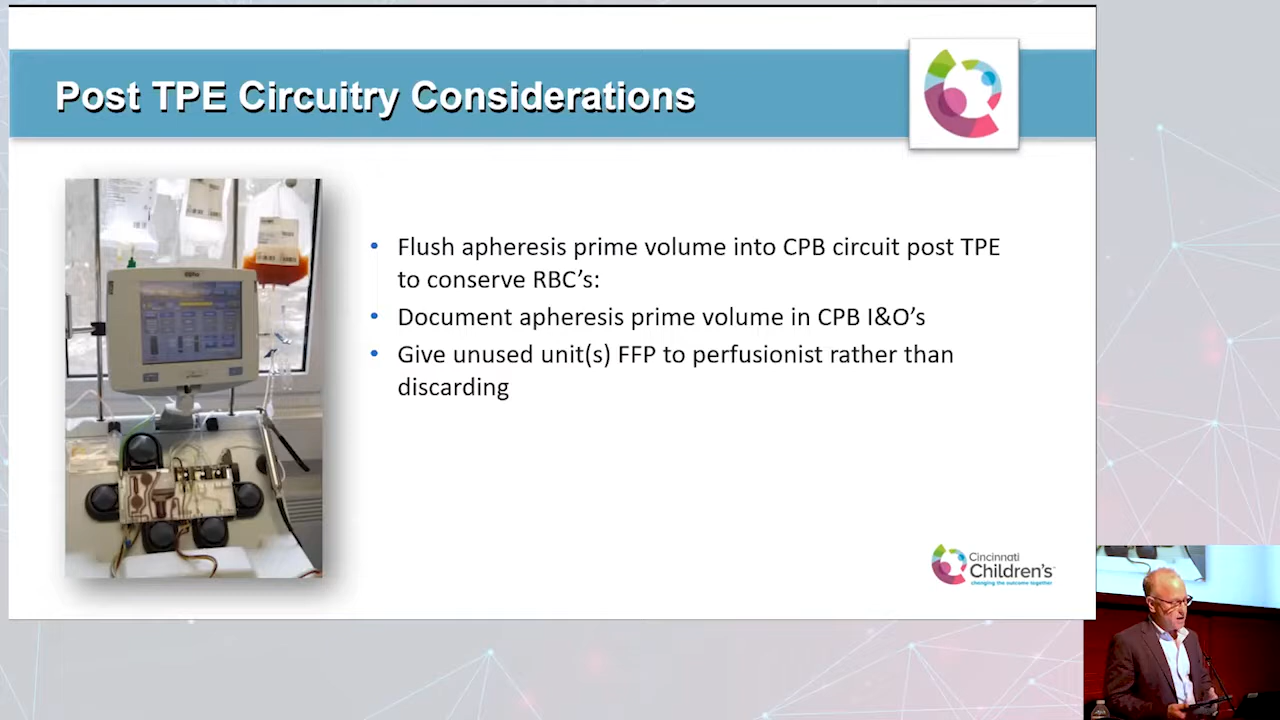 Post TPE Circuitry Considerations
Flush apheresis prime volume into CPB circuit post TPE
to conserve RBC's:
Document apheresis prime volume in CPB I&O's
Give unused unit(s) FFP to perfusionist rather than
discarding
Cincinnati
Children's
changing the outcome together